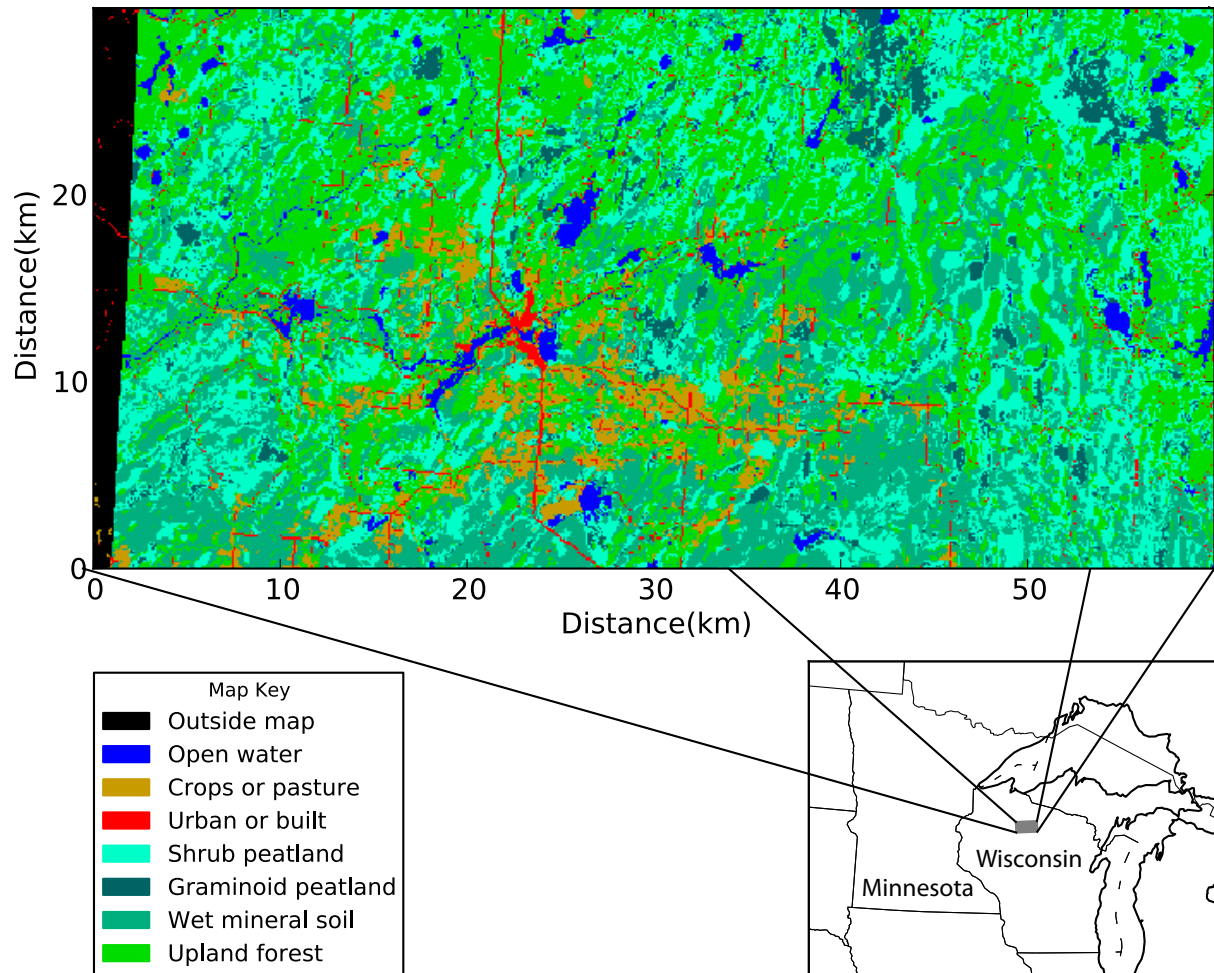 Distance(km)
20
10
0
0 10 20 30 40 50
Distance(km)
Map Key
Outside map
Open water
Crops or pasture
Urban or built
Shrub peatland
Graminoid peatland
Wet mineral soil
Upland forest
Wisconsin
Minnesota